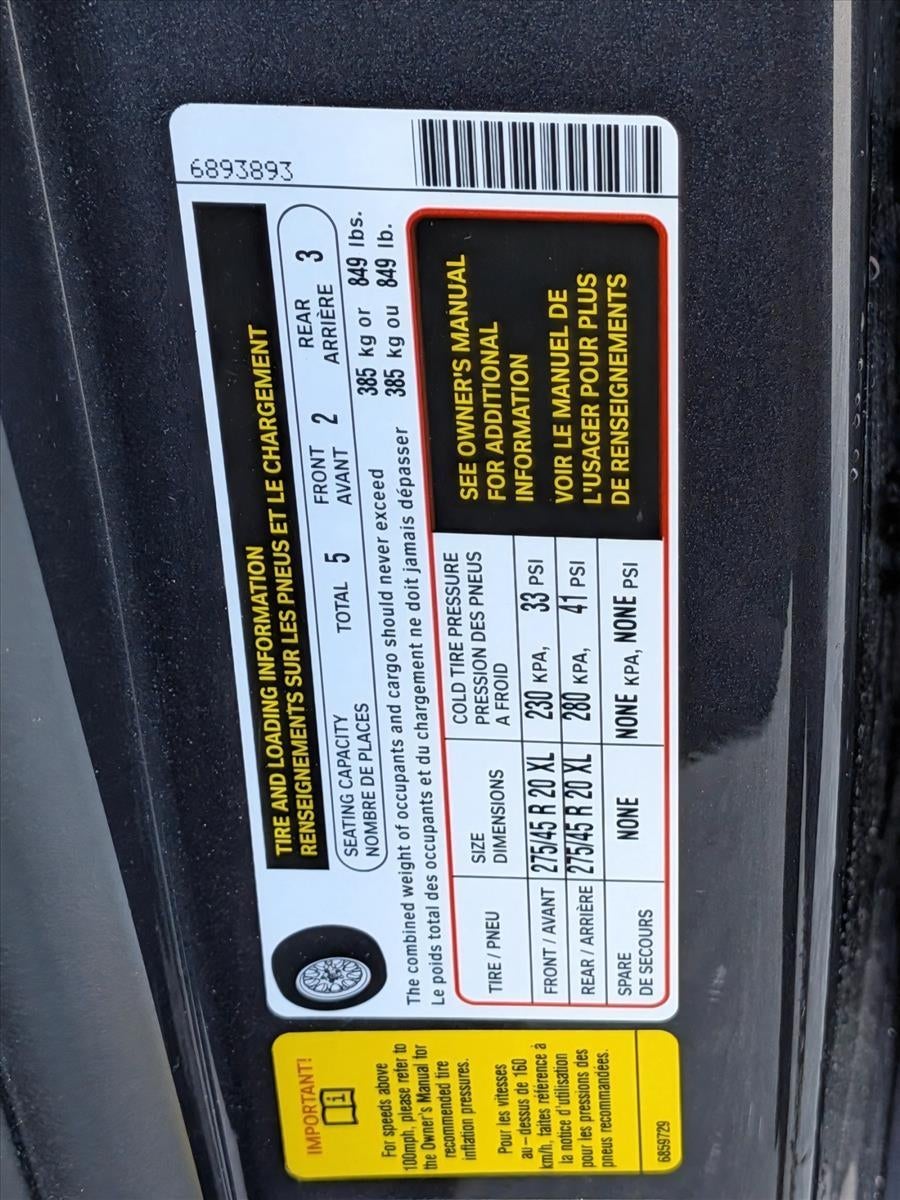 6893893
TIRE AND LOADING INFORMATION
RENSEIGNEMENTS SUR LES PNEUS ET LE CHARGEMENT
SEATING CAPACITY
NOMBRE DE PLACES
TOTAL 5
FRONT
AVANT 2
REAR
ARRIÈRE 3
The combined weight of occupants and cargo should never exceed 385 kg or 849 lbs.
Le poids total des occupants et du chargement ne doit jamais dépasser 385 kg ou 849 lb.
TIRE / PNEU
SIZE
DIMENSIONS
COLD TIRE PRESSURE
PRESSION DES PNEUS
A FROID
FRONT / AVANT 275/45 R 20 XL 230 KPA, 33 PSI
REAR / ARRIÈRE 275/45 R 20 XL 280 KPA, 41 PSI
SPARE
DE SECOURS
NONE NONE KPA, NONE PSI
SEE OWNER'S MANUAL
FOR ADDITIONAL
INFORMATION
VOIR LE MANUEL DE
L'USAGER POUR PLUS
DE RENSEIGNEMENTS
IMPORTANT!
i
For speeds above
100mph, please refer to
the Owner's Manual for
recommended tire
inflation pressures.
Pour les vitesses
au – dessus de 160
km/h, faites référence à
la notice d'utilisation
pour les pressions des
pneus recommandées.
6859729